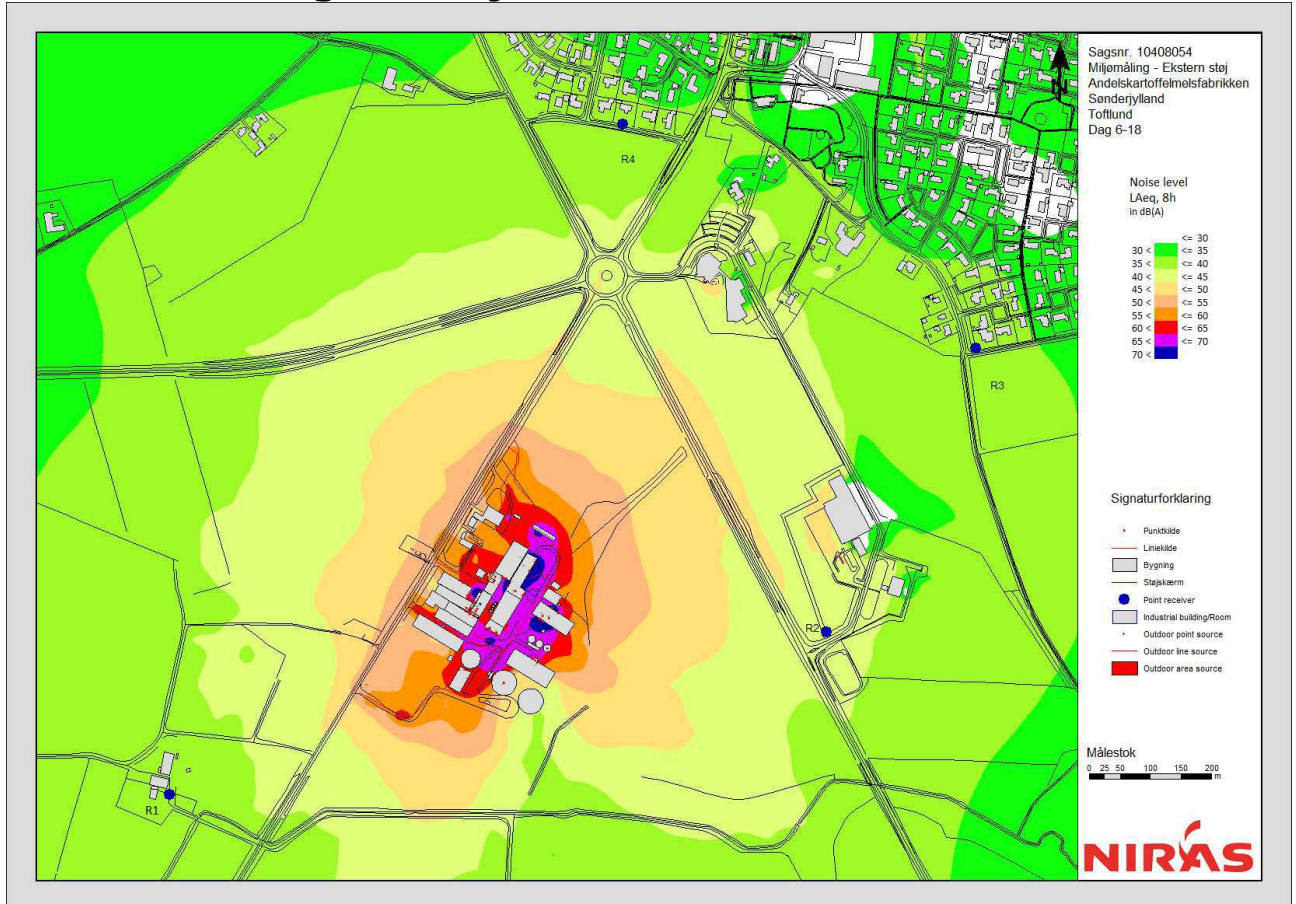 Sagsnr. 10408054
Miljømåling - Ekstern støj
Andelskartoffelmelsfabrikken
Sønderjylland
Toftlund
Dag 6-18
Noise level
LAeq, 8h
in dB(A)
<= 30
30 < <= 35
35 < <= 40
40 < <= 45
45 < <= 50
50 < <= 55
55 < <= 60
60 < <= 65
65 < <= 70
70 <
R4
R3
R2
R1
Signaturforklaring
Punktkilde
Liniekilde
Bygning
Støjskærm
Point receiver
Industrial building/Room
Outdoor point source
Outdoor line source
Outdoor area source
Målestok
0 25 50 100 150 200
m
NIRAS